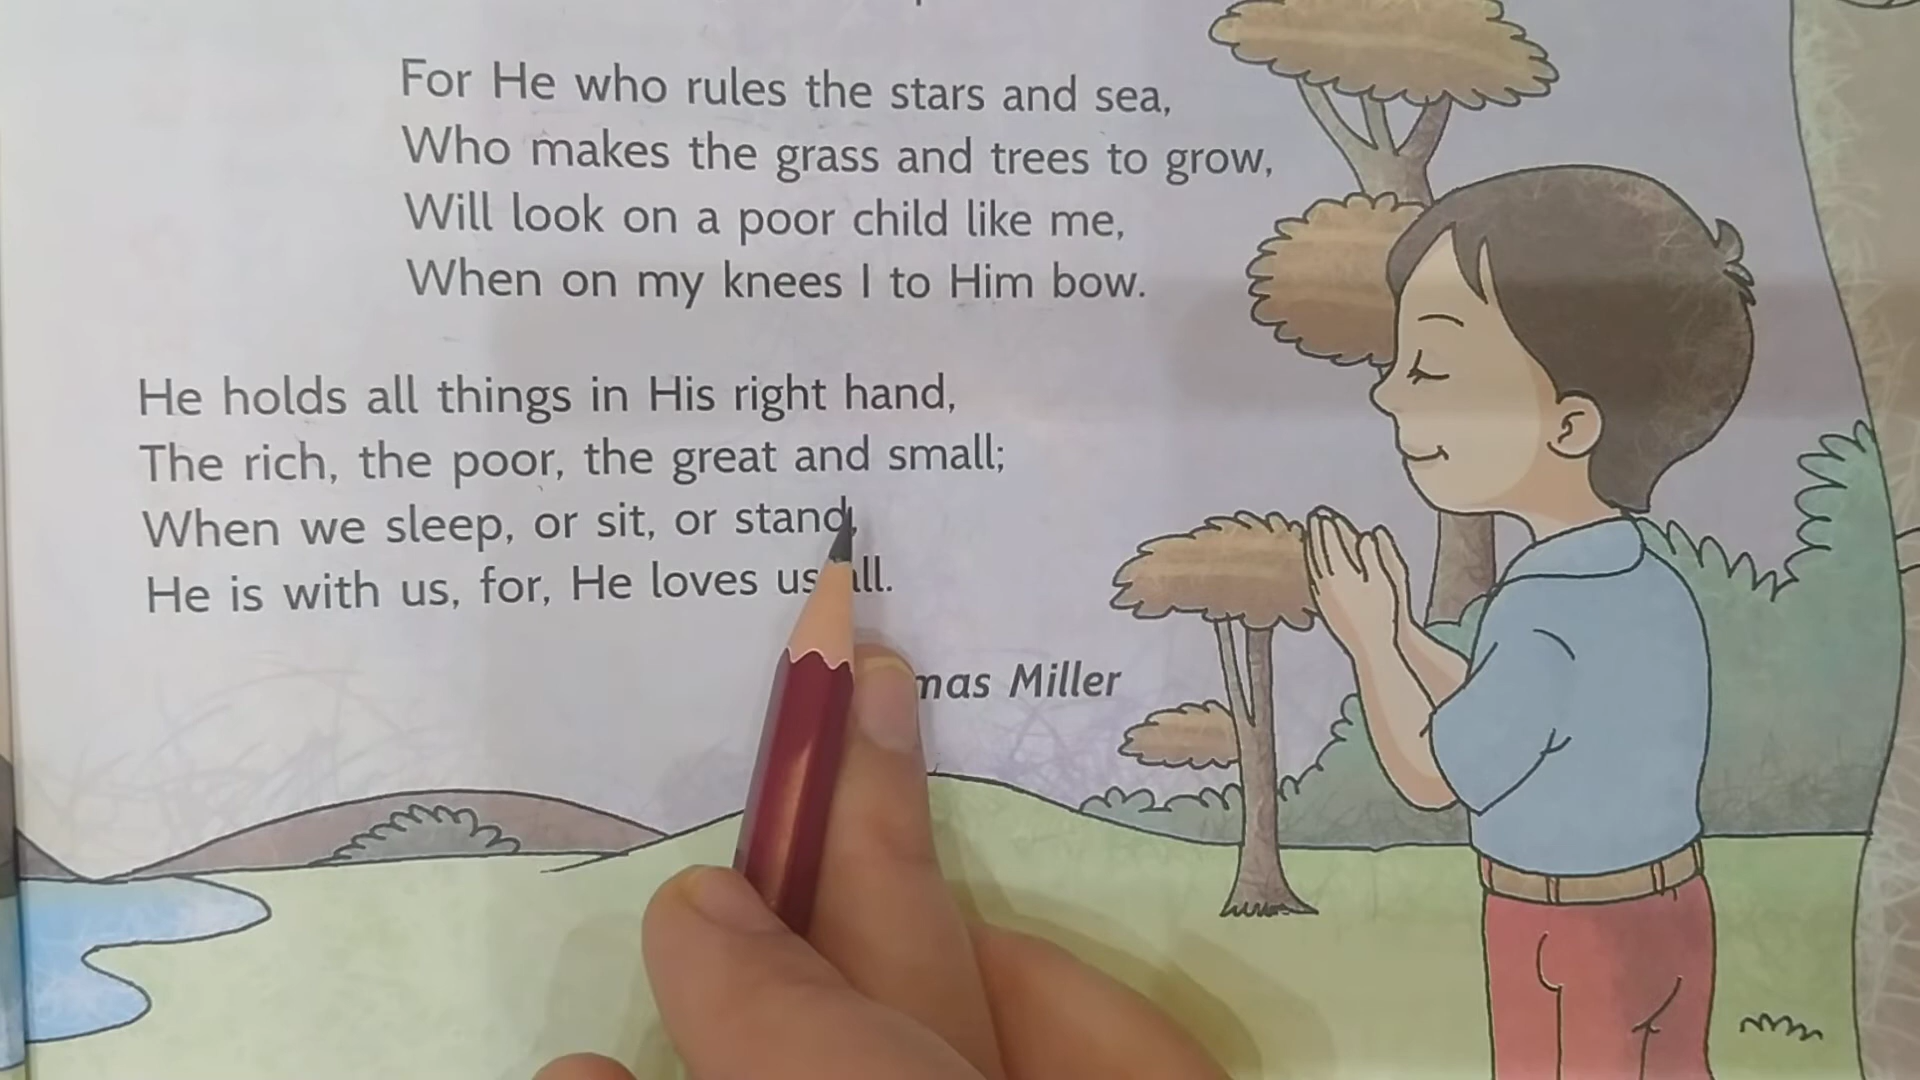 For He who rules the stars and sea,
Who makes the grass and trees to grow,
Will look on a poor child like me,
When on my knees I to Him bow.
He holds all things in His right hand,
The rich, the poor, the great and small;
When we sleep, or sit, or stand,
He is with us, for, He loves us all.
Miller